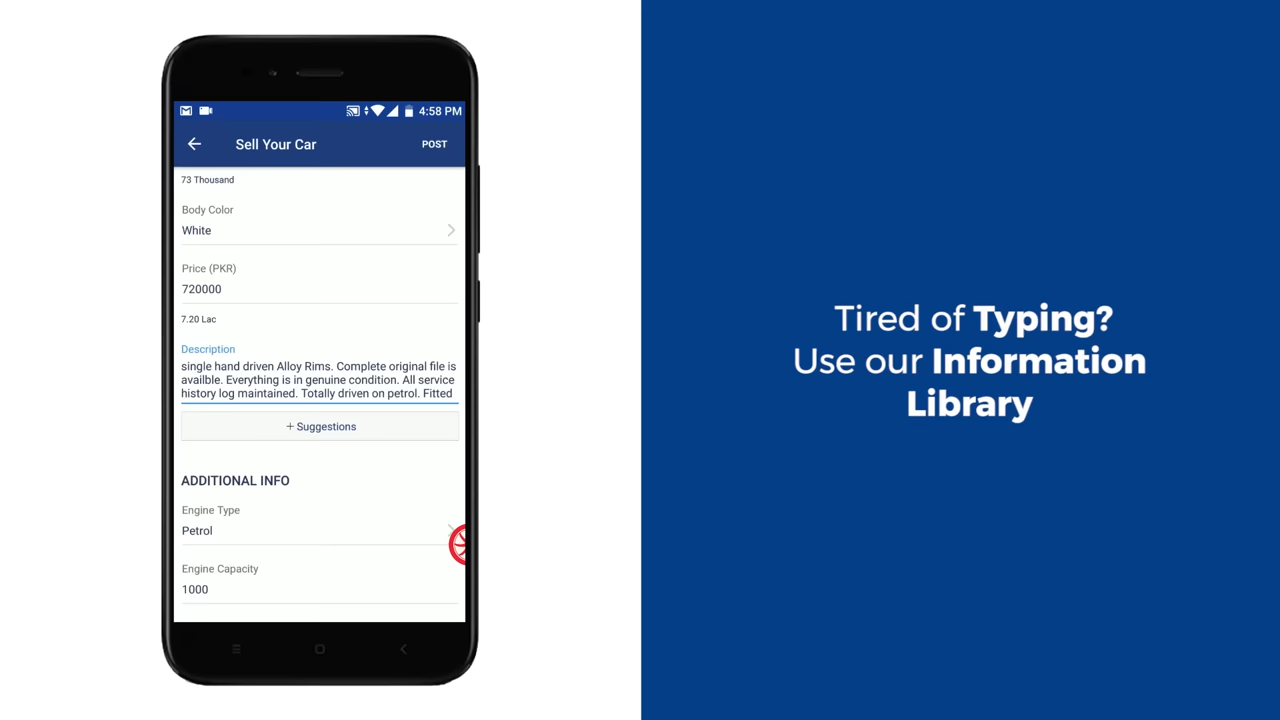 4:58 PM
Sell Your Car
POST
73 Thousand
Body Color
White
Price (PKR)
720000
7.20 Lac
Description
single hand driven Alloy Rims. Complete original file is
availble. Everything is in genuine condition. All service
history log maintained. Totally driven on petrol. Fitted
+ Suggestions
ADDITIONAL INFO
Engine Type
Petrol
Engine Capacity
1000
Tired of Typing?
Use our Information
Library